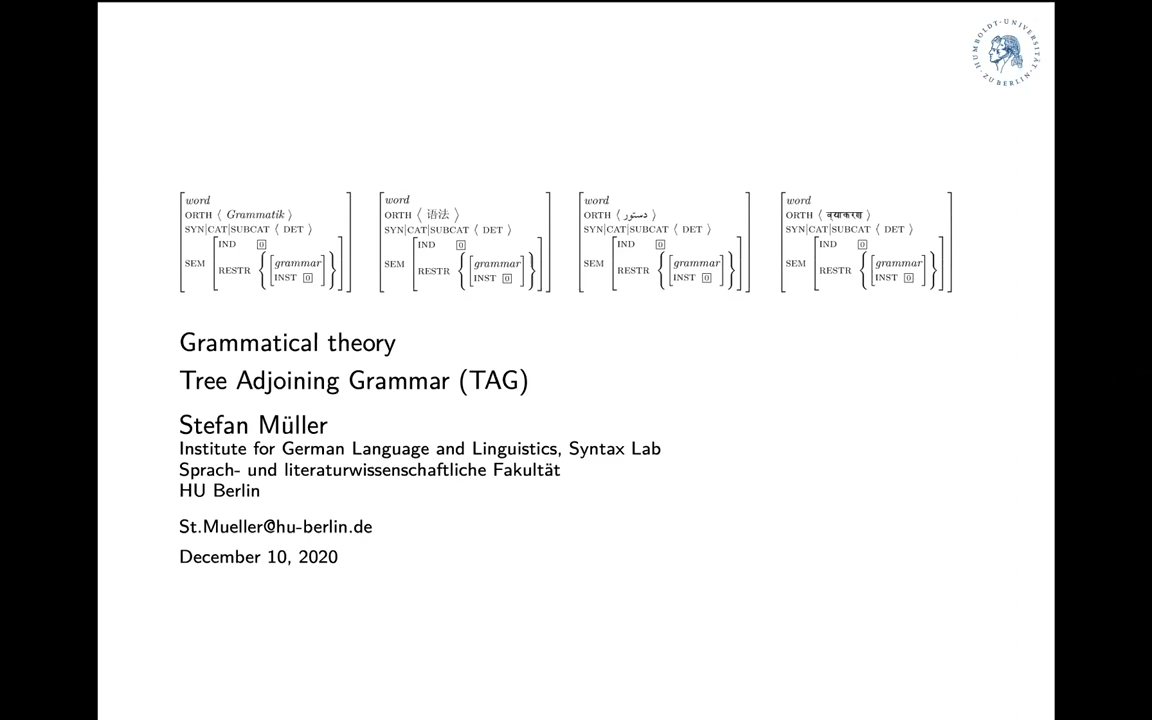 HUMBOLDT-UNIVERSITÄT ZU BERLIN
word
ORTH ⟨ Grammatik ⟩
SYN|CAT|SUBCAT ⟨ DET ⟩
SEM
IND 0
RESTR
grammar
INST 0
word
ORTH ⟨ 语法 ⟩
SYN|CAT|SUBCAT ⟨ DET ⟩
SEM
IND 0
RESTR
grammar
INST 0
word
ORTH ⟨ دستور ⟩
SYN|CAT|SUBCAT ⟨ DET ⟩
SEM
IND 0
RESTR
grammar
INST 0
word
ORTH ⟨ व्याकरण ⟩
SYN|CAT|SUBCAT ⟨ DET ⟩
SEM
IND 0
RESTR
grammar
INST 0
Grammatical theory
Tree Adjoining Grammar (TAG)
Stefan Müller
Institute for German Language and Linguistics, Syntax Lab
Sprach- und literaturwissenschaftliche Fakultät
HU Berlin
St.Mueller@hu-berlin.de
December 10, 2020